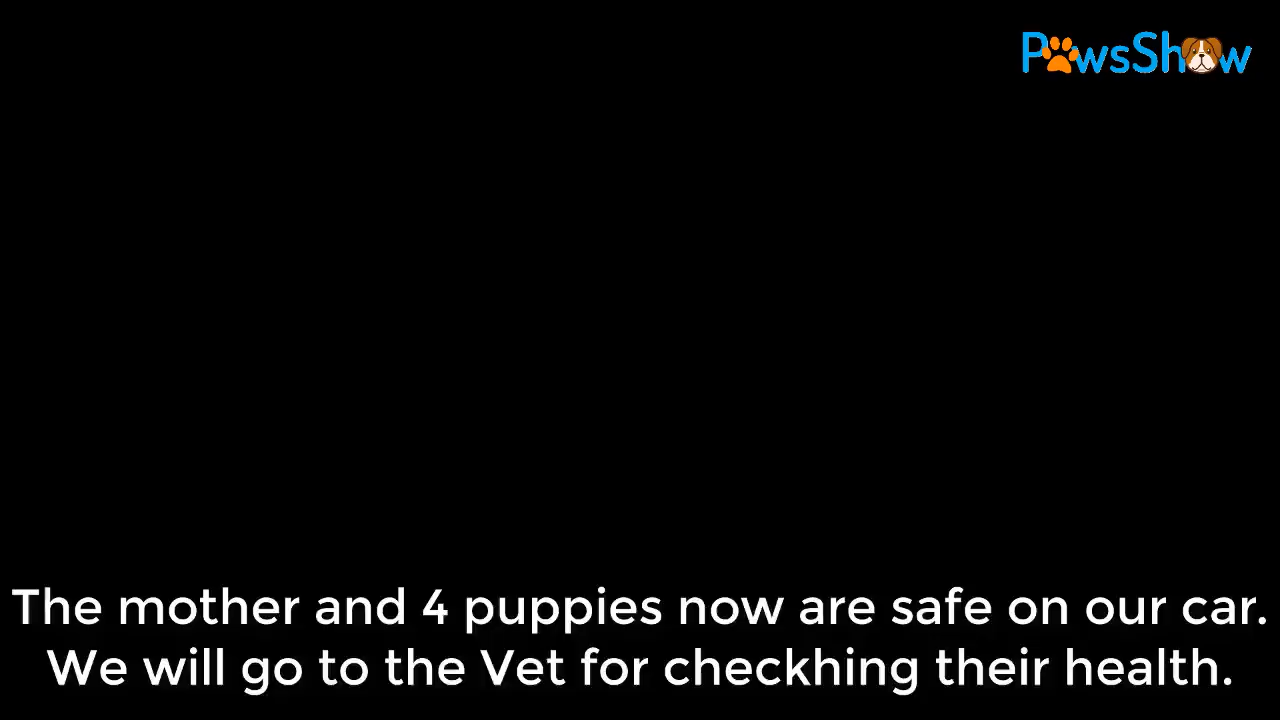 PawsShow
The mother and 4 puppies now are safe on our car.
We will go to the Vet for checkhing their health.